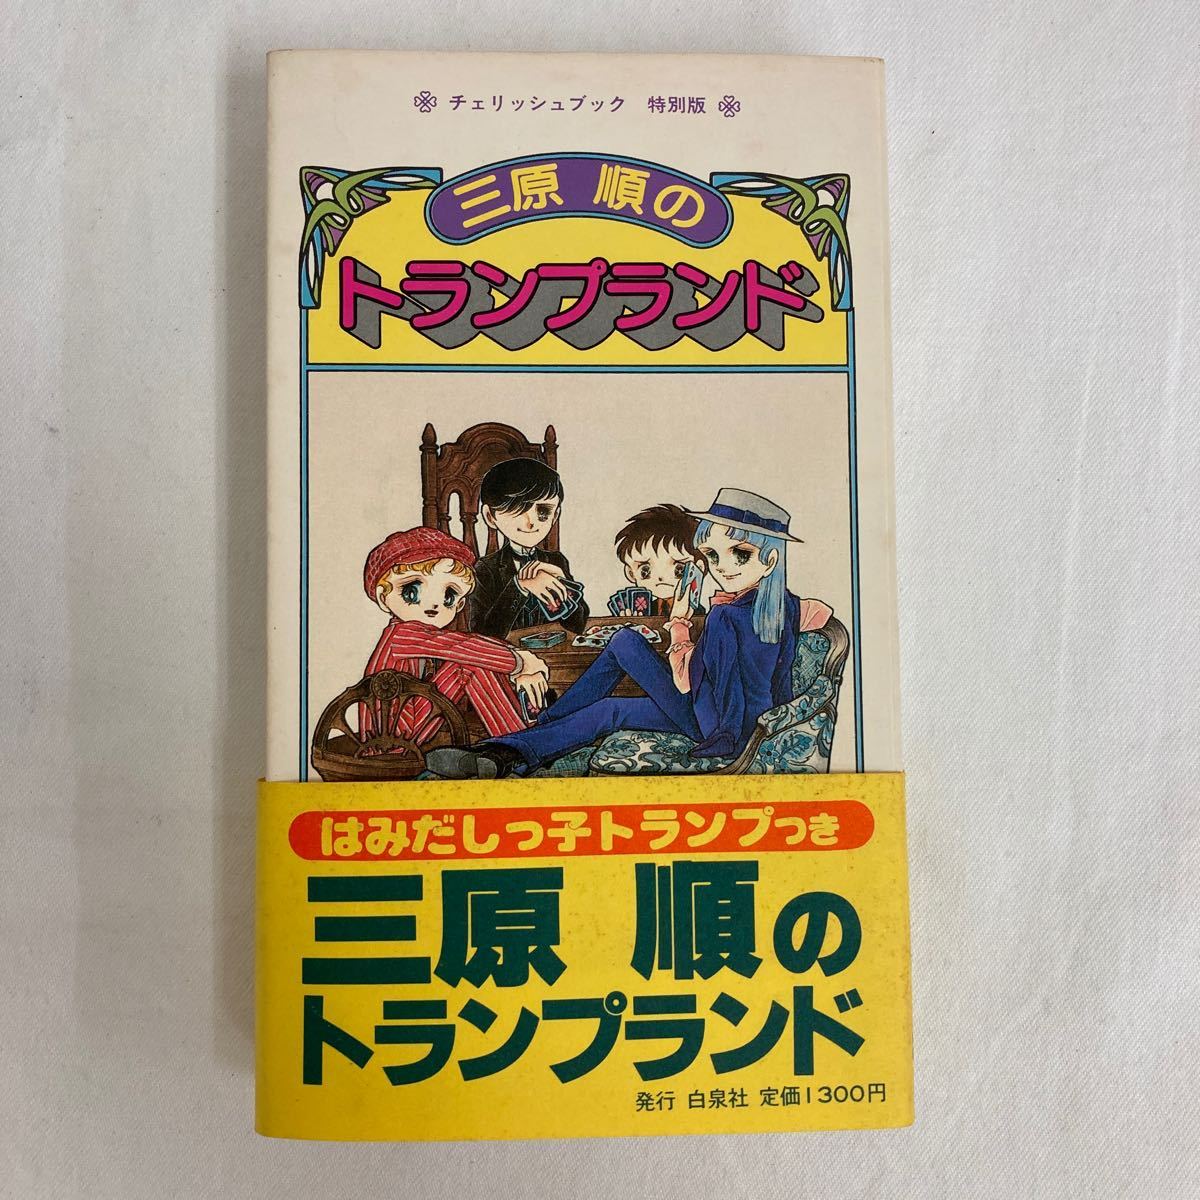 チェリッシュブック 特別版
三原 順の
トランプランド
はみだしっ子トランプつき
三原 順の
トランプランド
発行 白泉社 定価1300円